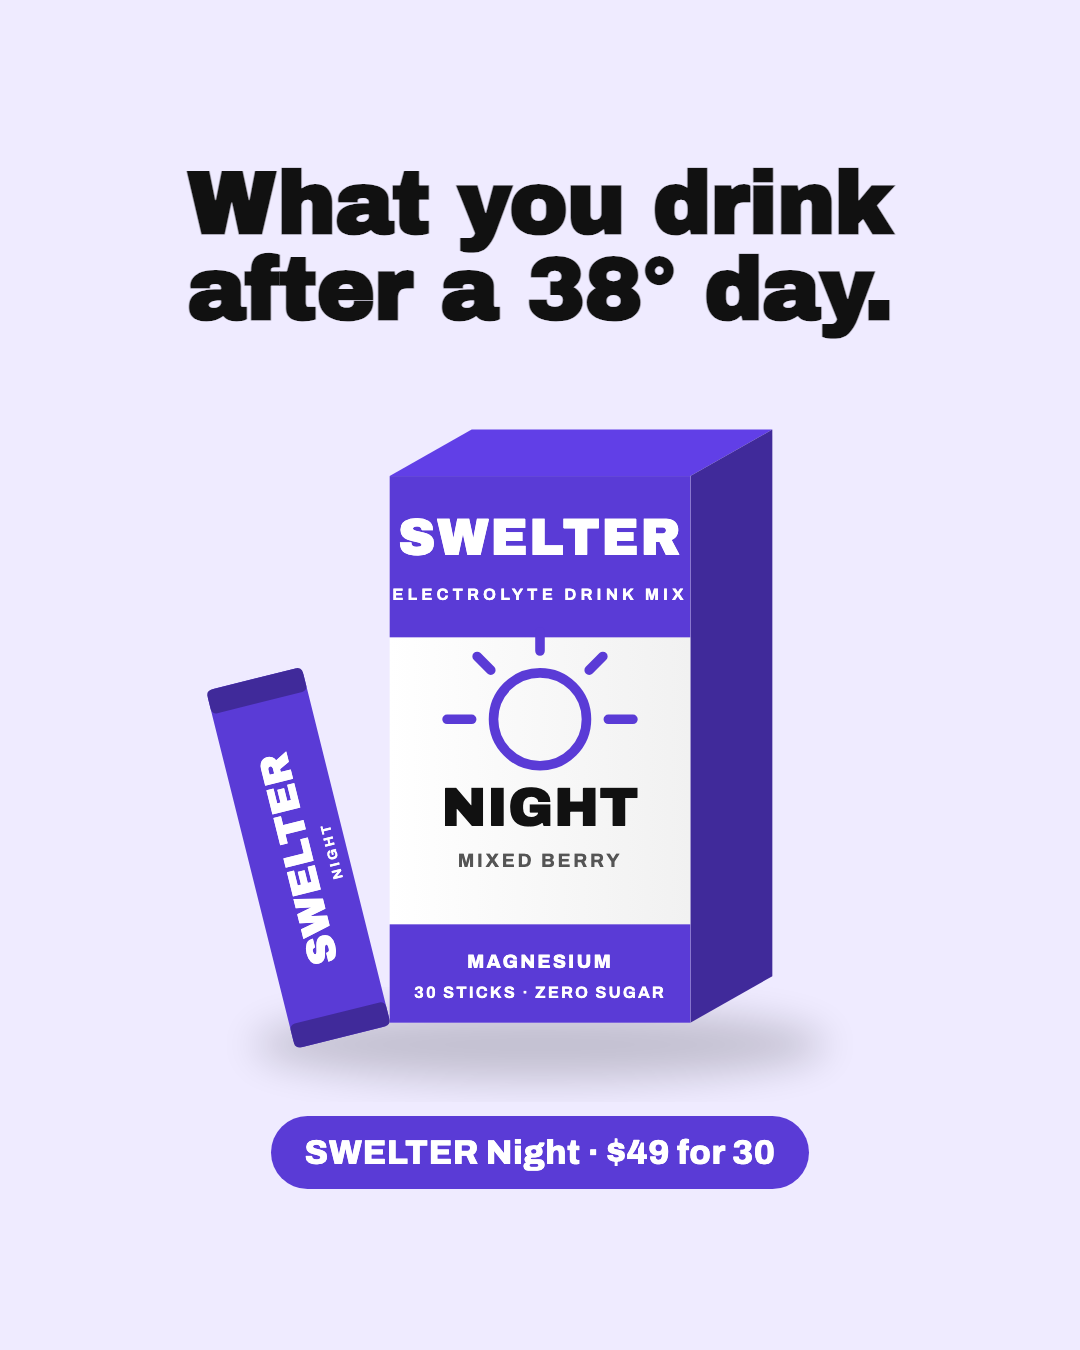 What you drink
after a 38° day.
SWELTER
ELECTROLYTE DRINK MIX
NIGHT
MIXED BERRY
MAGNESIUM
30 STICKS · ZERO SUGAR
SWELTER
NIGHT
SWELTER Night · $49 for 30